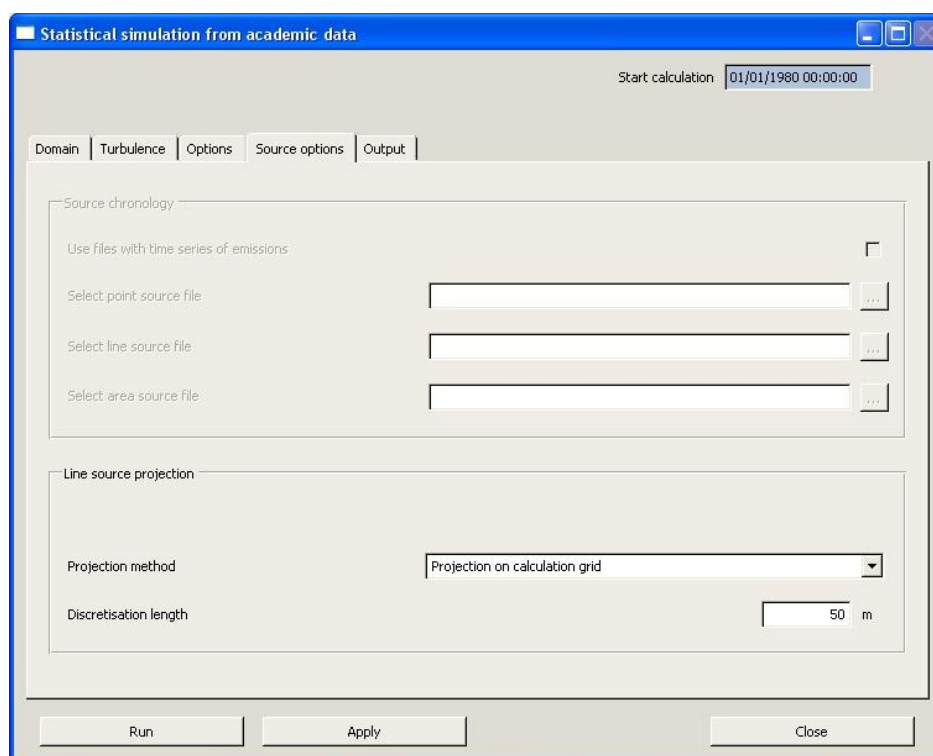 Statistical simulation from academic data
Start calculation 01/01/1980 00:00:00
Domain Turbulence Options Source options Output
Source chronology
Use files with time series of emissions
Select point source file ...
Select line source file ...
Select area source file ...
Line source projection
Projection method Projection on calculation grid
Discretisation length 50 m
Run Apply Close